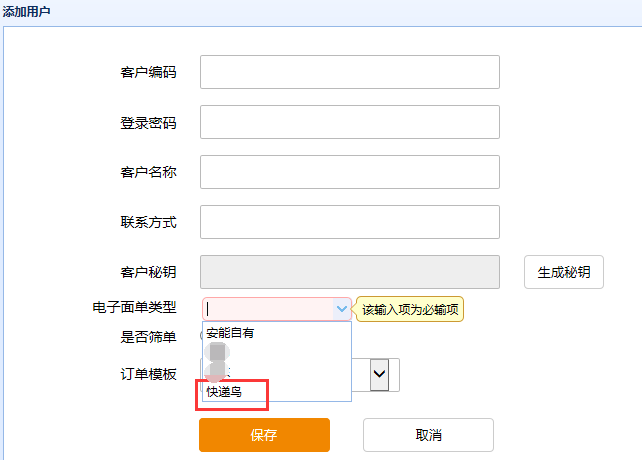 添加用户
客户编码
登录密码
客户名称
联系方式
客户秘钥 生成秘钥
电子面单类型 该输入项为必输项
安能自有
是否筛单
订单模板
快递鸟
保存 取消